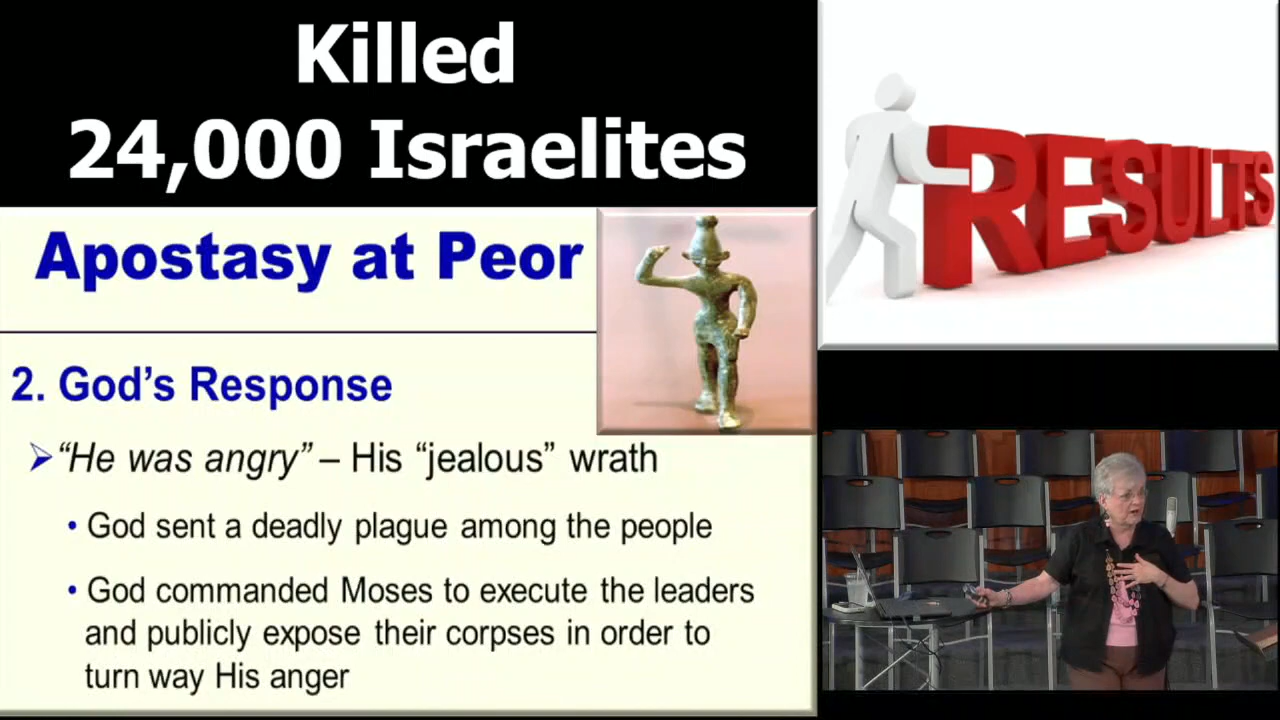 Killed
24,000 Israelites
RESULTS
Apostasy at Peor
2. God's Response
“He was angry” – His “jealous” wrath
• God sent a deadly plague among the people
• God commanded Moses to execute the leaders
and publicly expose their corpses in order to
turn way His anger